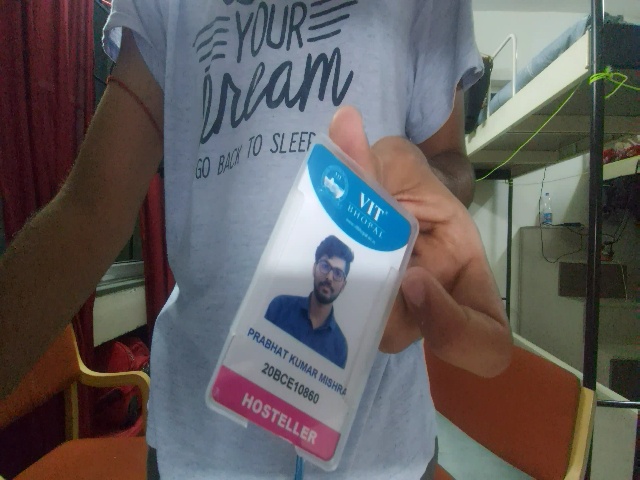 YOUR
Dream
GO BACK TO SLEEP
VIT
BHOPAL
PRABHAT KUMAR MISHRA
20BCE10860
HOSTELLER